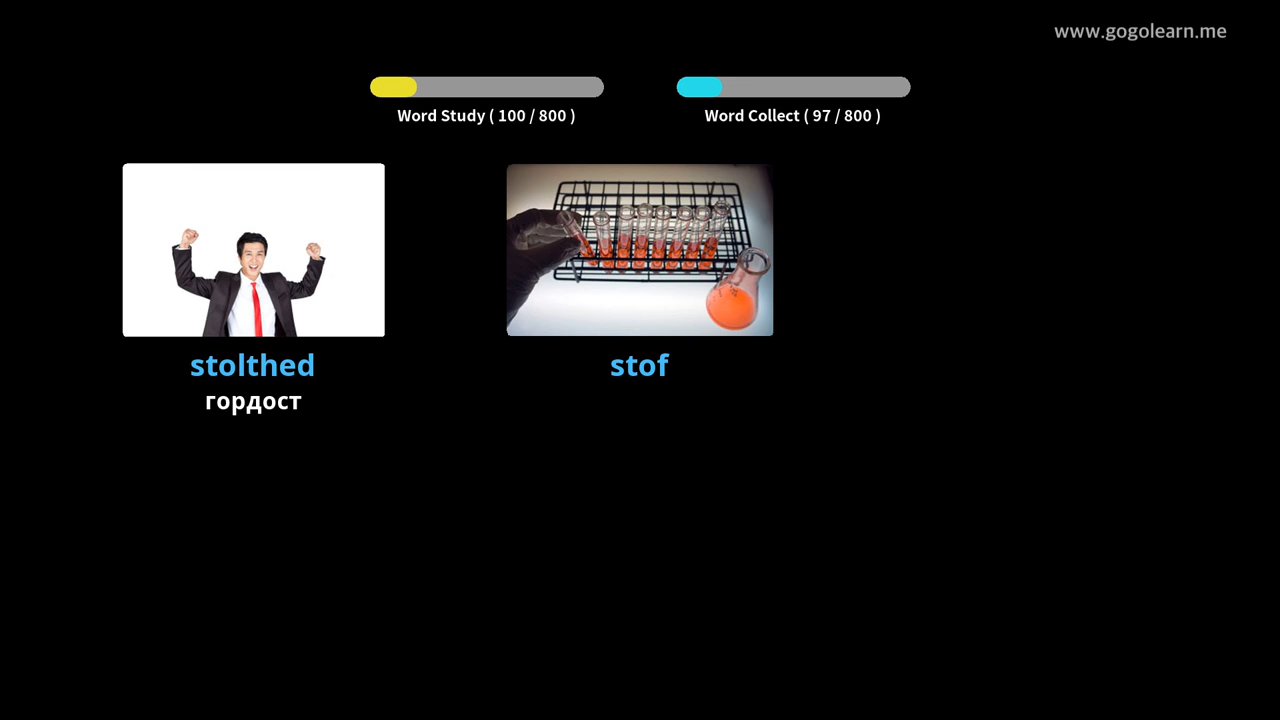 www.gogolearn.me
Word Study ( 100 / 800 )
Word Collect ( 97 / 800 )
stolthed
гордост
stof